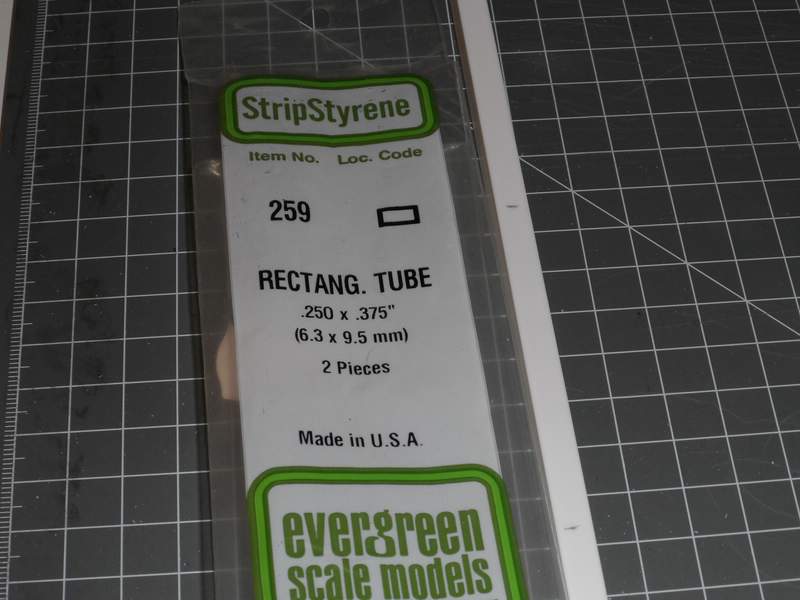 StripStyrene
Item No. Loc. Code
259
RECTANG. TUBE
.250 x .375"
(6.3 x 9.5 mm)
2 Pieces
Made in U.S.A.
evergreen
scale models